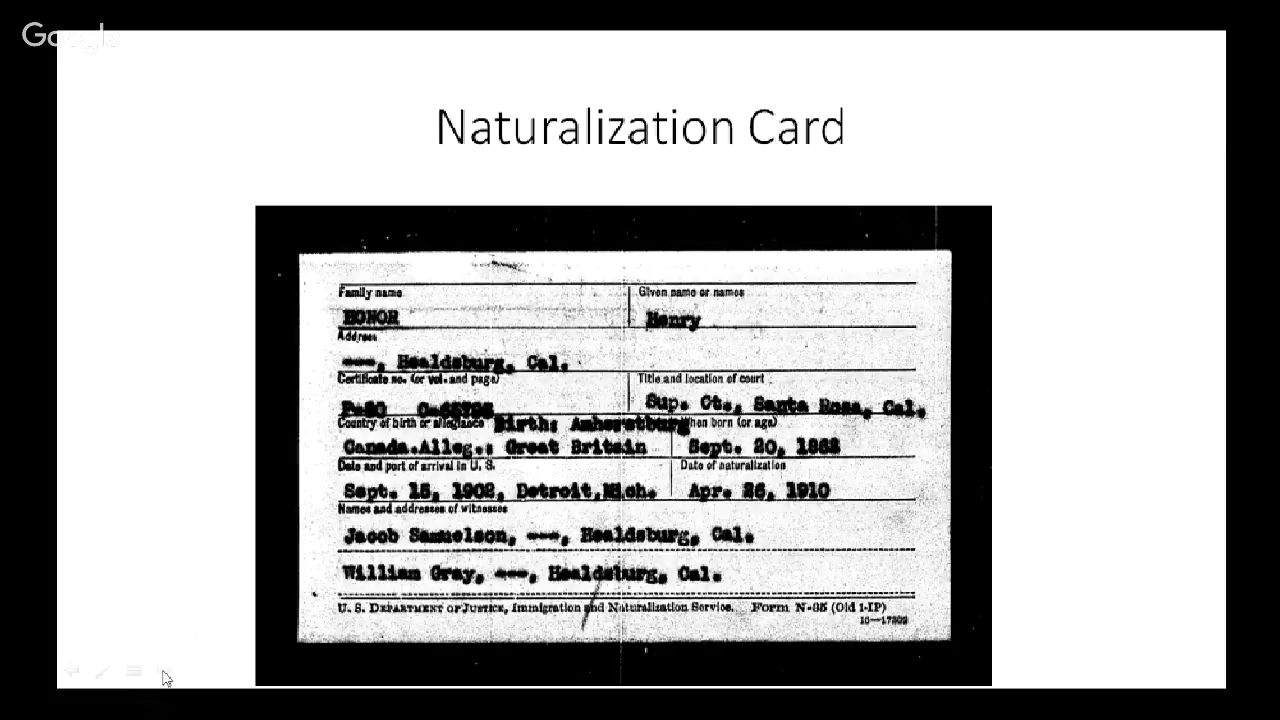 Google
Naturalization Card
Family name
Given name or names
HONOR
Henry
Address
---, Healdsburg, Cal.
Certificate no. (or vol. and page)
Title and location of court
Sup. Ct., Santa Rosa, Cal.
Country of birth or allegiance Birth: Amherstburg
When born (or age)
Canada.Alleg.: Great Britain
Sept. 20,
Date and port of arrival in U. S.
Date of naturalization
Sept. 15, 1902, Detroit,Mich.
Apr. 26, 1910
Names and addresses of witnesses
Jacob Samuelson, ---, Healdsburg, Cal.
William Gray, ---, Healdsburg, Cal.
U. S. DEPARTMENT OF JUSTICE, Immigration and Naturalization Service. Form N-85 (Old 1-IP)